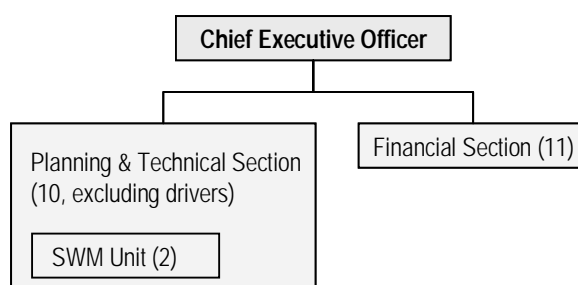 Chief Executive Officer
Planning & Technical Section
(10, excluding drivers)
SWM Unit (2)
Financial Section (11)